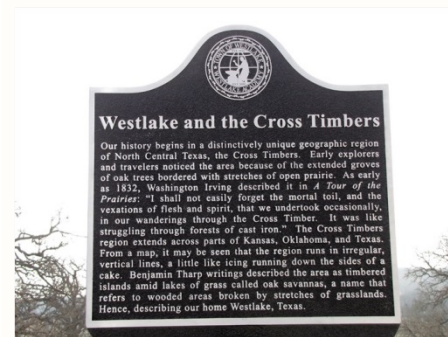 TOWN OF WESTLAKE
WESTLAKE ACADEMY
Westlake and the Cross Timbers
Our history begins in a distinctively unique geographic region
of North Central Texas, the Cross Timbers. Early explorers
and travelers noticed the area because of the extended groves
of oak trees bordered with stretches of open prairie. As early
as 1832, Washington Irving described it in A Tour of the
Prairies: "I shall not easily forget the mortal toil, and the
vexations of flesh and spirit, that we undertook occasionally,
in our wanderings through the Cross Timber. It was like
struggling through forests of cast iron." The Cross Timbers
region extends across parts of Kansas, Oklahoma, and Texas.
From a map, it may be seen that the region runs in irregular,
vertical lines, a little like icing running down the sides of a
cake. Benjamin Tharp writings described the area as timbered
islands amid lakes of grass called oak savannas, a name that
refers to wooded areas broken by stretches of grasslands.
Hence, describing our home Westlake, Texas.